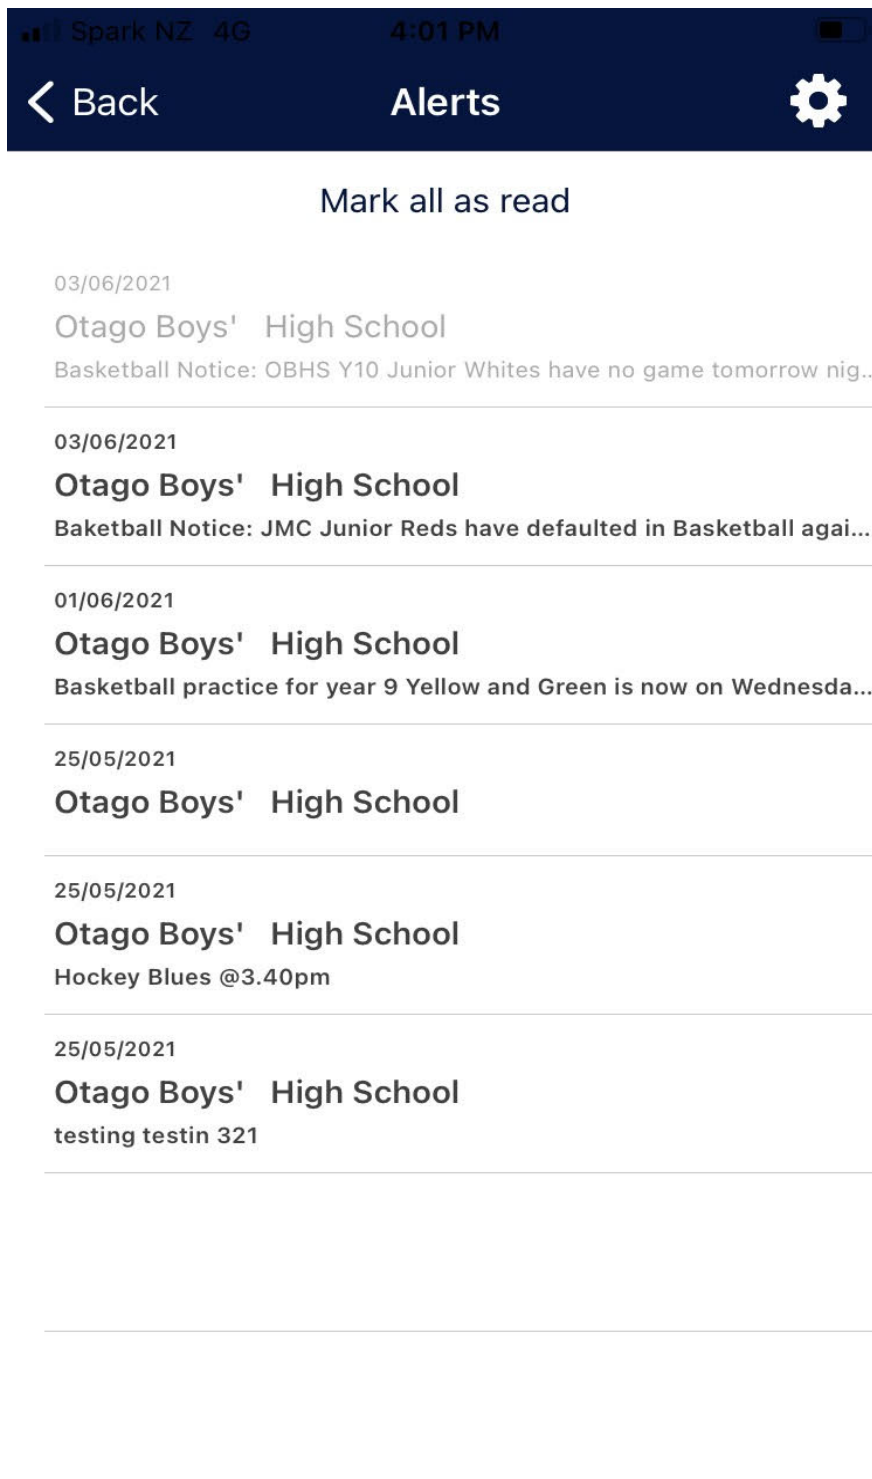 Spark NZ 4G 4:01 PM
Back Alerts
Mark all as read
03/06/2021
Otago Boys' High School
Basketball Notice: OBHS Y10 Junior Whites have no game tomorrow nig..
03/06/2021
Otago Boys' High School
Baketball Notice: JMC Junior Reds have defaulted in Basketball agai...
01/06/2021
Otago Boys' High School
Basketball practice for year 9 Yellow and Green is now on Wednesda...
25/05/2021
Otago Boys' High School
25/05/2021
Otago Boys' High School
Hockey Blues @3.40pm
25/05/2021
Otago Boys' High School
testing testin 321